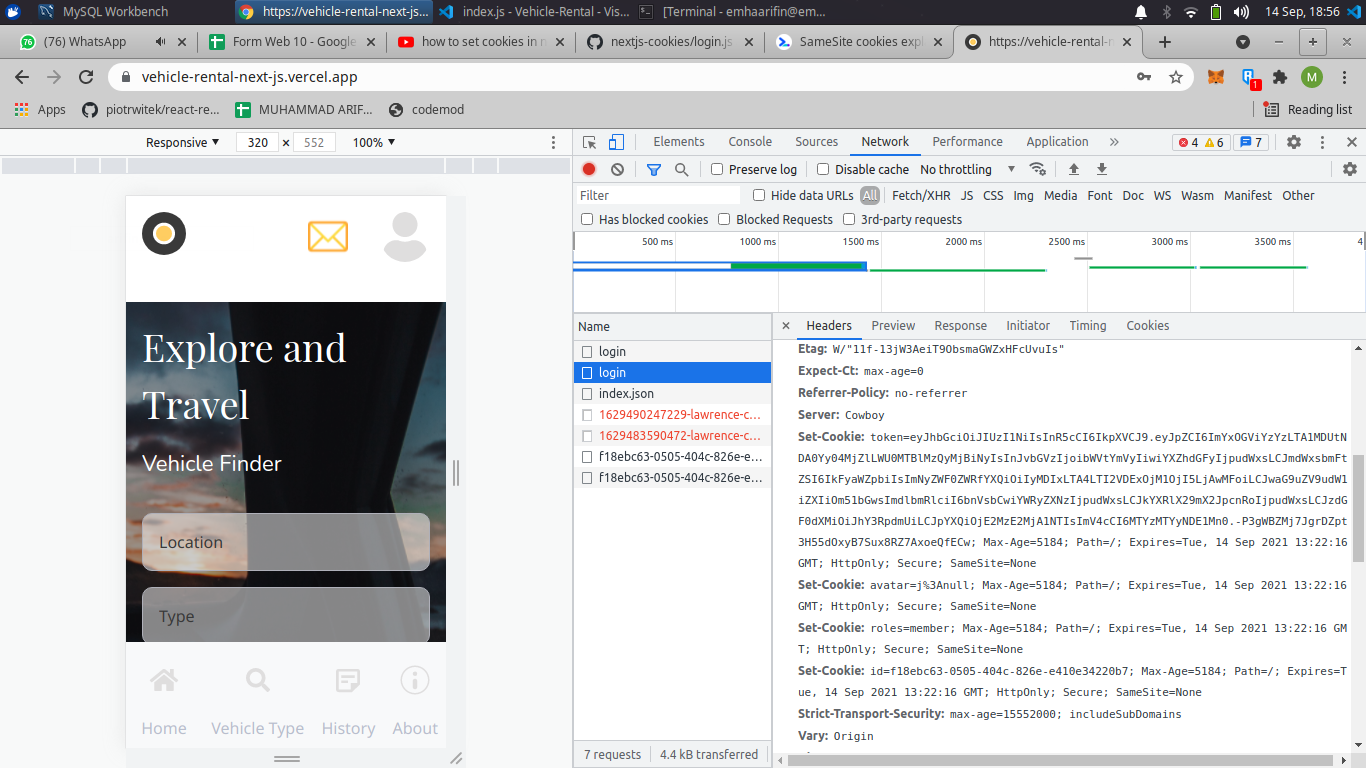 MySQL Workbench
https://vehicle-rental-next-js...
index.js - Vehicle-Rental - Vis...
[Terminal - emhaarifin@em...
14 Sep, 18:56
(76) WhatsApp
Form Web 10 - Google
how to set cookies in n
nextjs-cookies/login.js
SameSite cookies expl
https://vehicle-rental-n
vehicle-rental-next-js.vercel.app
M
Apps
piotrwitek/react-re...
MUHAMMAD ARIF...
codemod
Reading list
Responsive
320 × 552
100%
Elements
Console
Sources
Network
Performance
Application
4
6
7
Preserve log
Disable cache
No throttling
Filter
Hide data URLs
All
Fetch/XHR
JS
CSS
Img
Media
Font
Doc
WS
Wasm
Manifest
Other
Has blocked cookies
Blocked Requests
3rd-party requests
500 ms
1000 ms
1500 ms
2000 ms
2500 ms
3000 ms
3500 ms
4
Explore and
Travel
Vehicle Finder
Location
Type
Home
Vehicle Type
History
About
Name
login
login
index.json
1629490247229-lawrence-c...
1629483590472-lawrence-c...
f18ebc63-0505-404c-826e-e...
f18ebc63-0505-404c-826e-e...
7 requests
4.4 kB transferred
Headers
Preview
Response
Initiator
Timing
Cookies
Etag: W/"11f-13jW3AeiT9ObsmaGWZxHFcUvuIs"
Expect-Ct: max-age=0
Referrer-Policy: no-referrer
Server: Cowboy
Set-Cookie: token=eyJhbGciOiJIUzI1NiIsInR5cCI6IkpXVCJ9.eyJpZCI6ImYxOGViYzYzLTA1MDUtN
DA0Yy04MjZlLWU0MTBlMzQyMjBiNyIsInJvbGVzIjoibWVtYmVyIiwiYXZhdGFyIjpudWxsLCJmdWxsbmFt
ZSI6IkFyaWZpbiIsImNyZWF0ZWRfYXQiOiIyMDIxLTA4LTI2VDExOjM1OjI5LjAwMFoiLCJwaG9uZV9udW1
iZXIiOm51bGwsImdlbmRlciI6bnVsbCwiYWRyZXNzIjpudWxsLCJkYXRlX29mX2JpcnRoIjpudWxsLCJzdG
F0dXMiOiJhY3RpdmUiLCJpYXQiOjE2MzE2MjA1NTIsImV4cCI6MTYzMTYyNDE1Mn0.-P3gWBZMj7JgrDZpt
3H55dOxyB7Sux8RZ7AxoeQfECw; Max-Age=5184; Path=/; Expires=Tue, 14 Sep 2021 13:22:16
GMT; HttpOnly; Secure; SameSite=None
Set-Cookie: avatar=j%3Anull; Max-Age=5184; Path=/; Expires=Tue, 14 Sep 2021 13:22:16
GMT; HttpOnly; Secure; SameSite=None
Set-Cookie: roles=member; Max-Age=5184; Path=/; Expires=Tue, 14 Sep 2021 13:22:16 GM
T; HttpOnly; Secure; SameSite=None
Set-Cookie: id=f18ebc63-0505-404c-826e-e410e34220b7; Max-Age=5184; Path=/; Expires=T
ue, 14 Sep 2021 13:22:16 GMT; HttpOnly; Secure; SameSite=None
Strict-Transport-Security: max-age=15552000; includeSubDomains
Vary: Origin